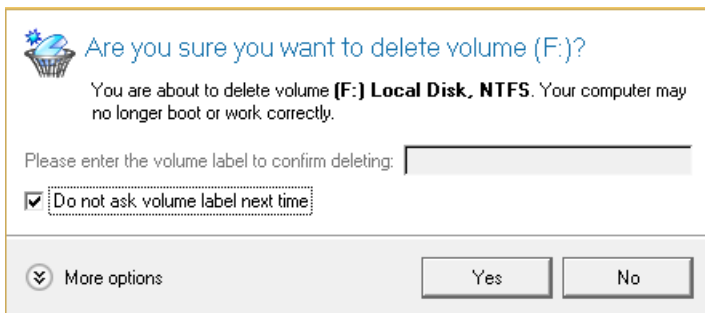 Are you sure you want to delete volume (F:)?
You are about to delete volume (F:) Local Disk, NTFS. Your computer may
no longer boot or work correctly.
Please enter the volume label to confirm deleting:
Do not ask volume label next time
More options
Yes
No